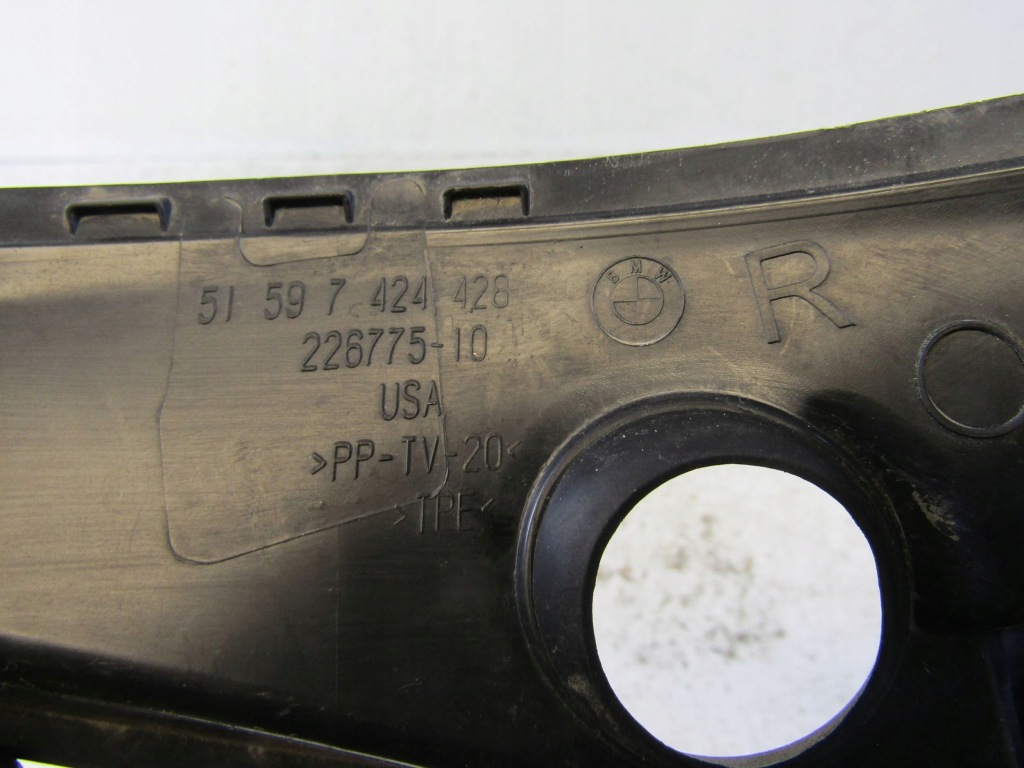 51 59 7 424 428
226775-10
USA
>PP-TV-20<
>TPE<
BMW
R